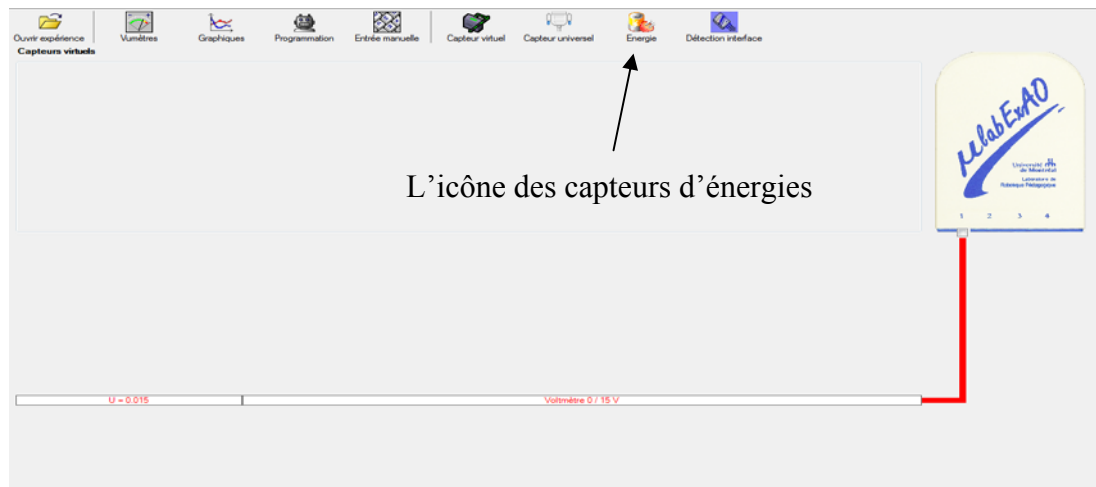 Ouvrir expérience Vumètres Graphiques Programmation Entrée manuelle Capteur virtuel Capteur universel Energie Détection interface
Capteurs virtuels
µlabExAO
Université de Montréal
Laboratoire de Robotique Pédagogique
L'icône des capteurs d'énergies
1 2 3 4
U = 0.015 Voltmètre 0 / 15 V